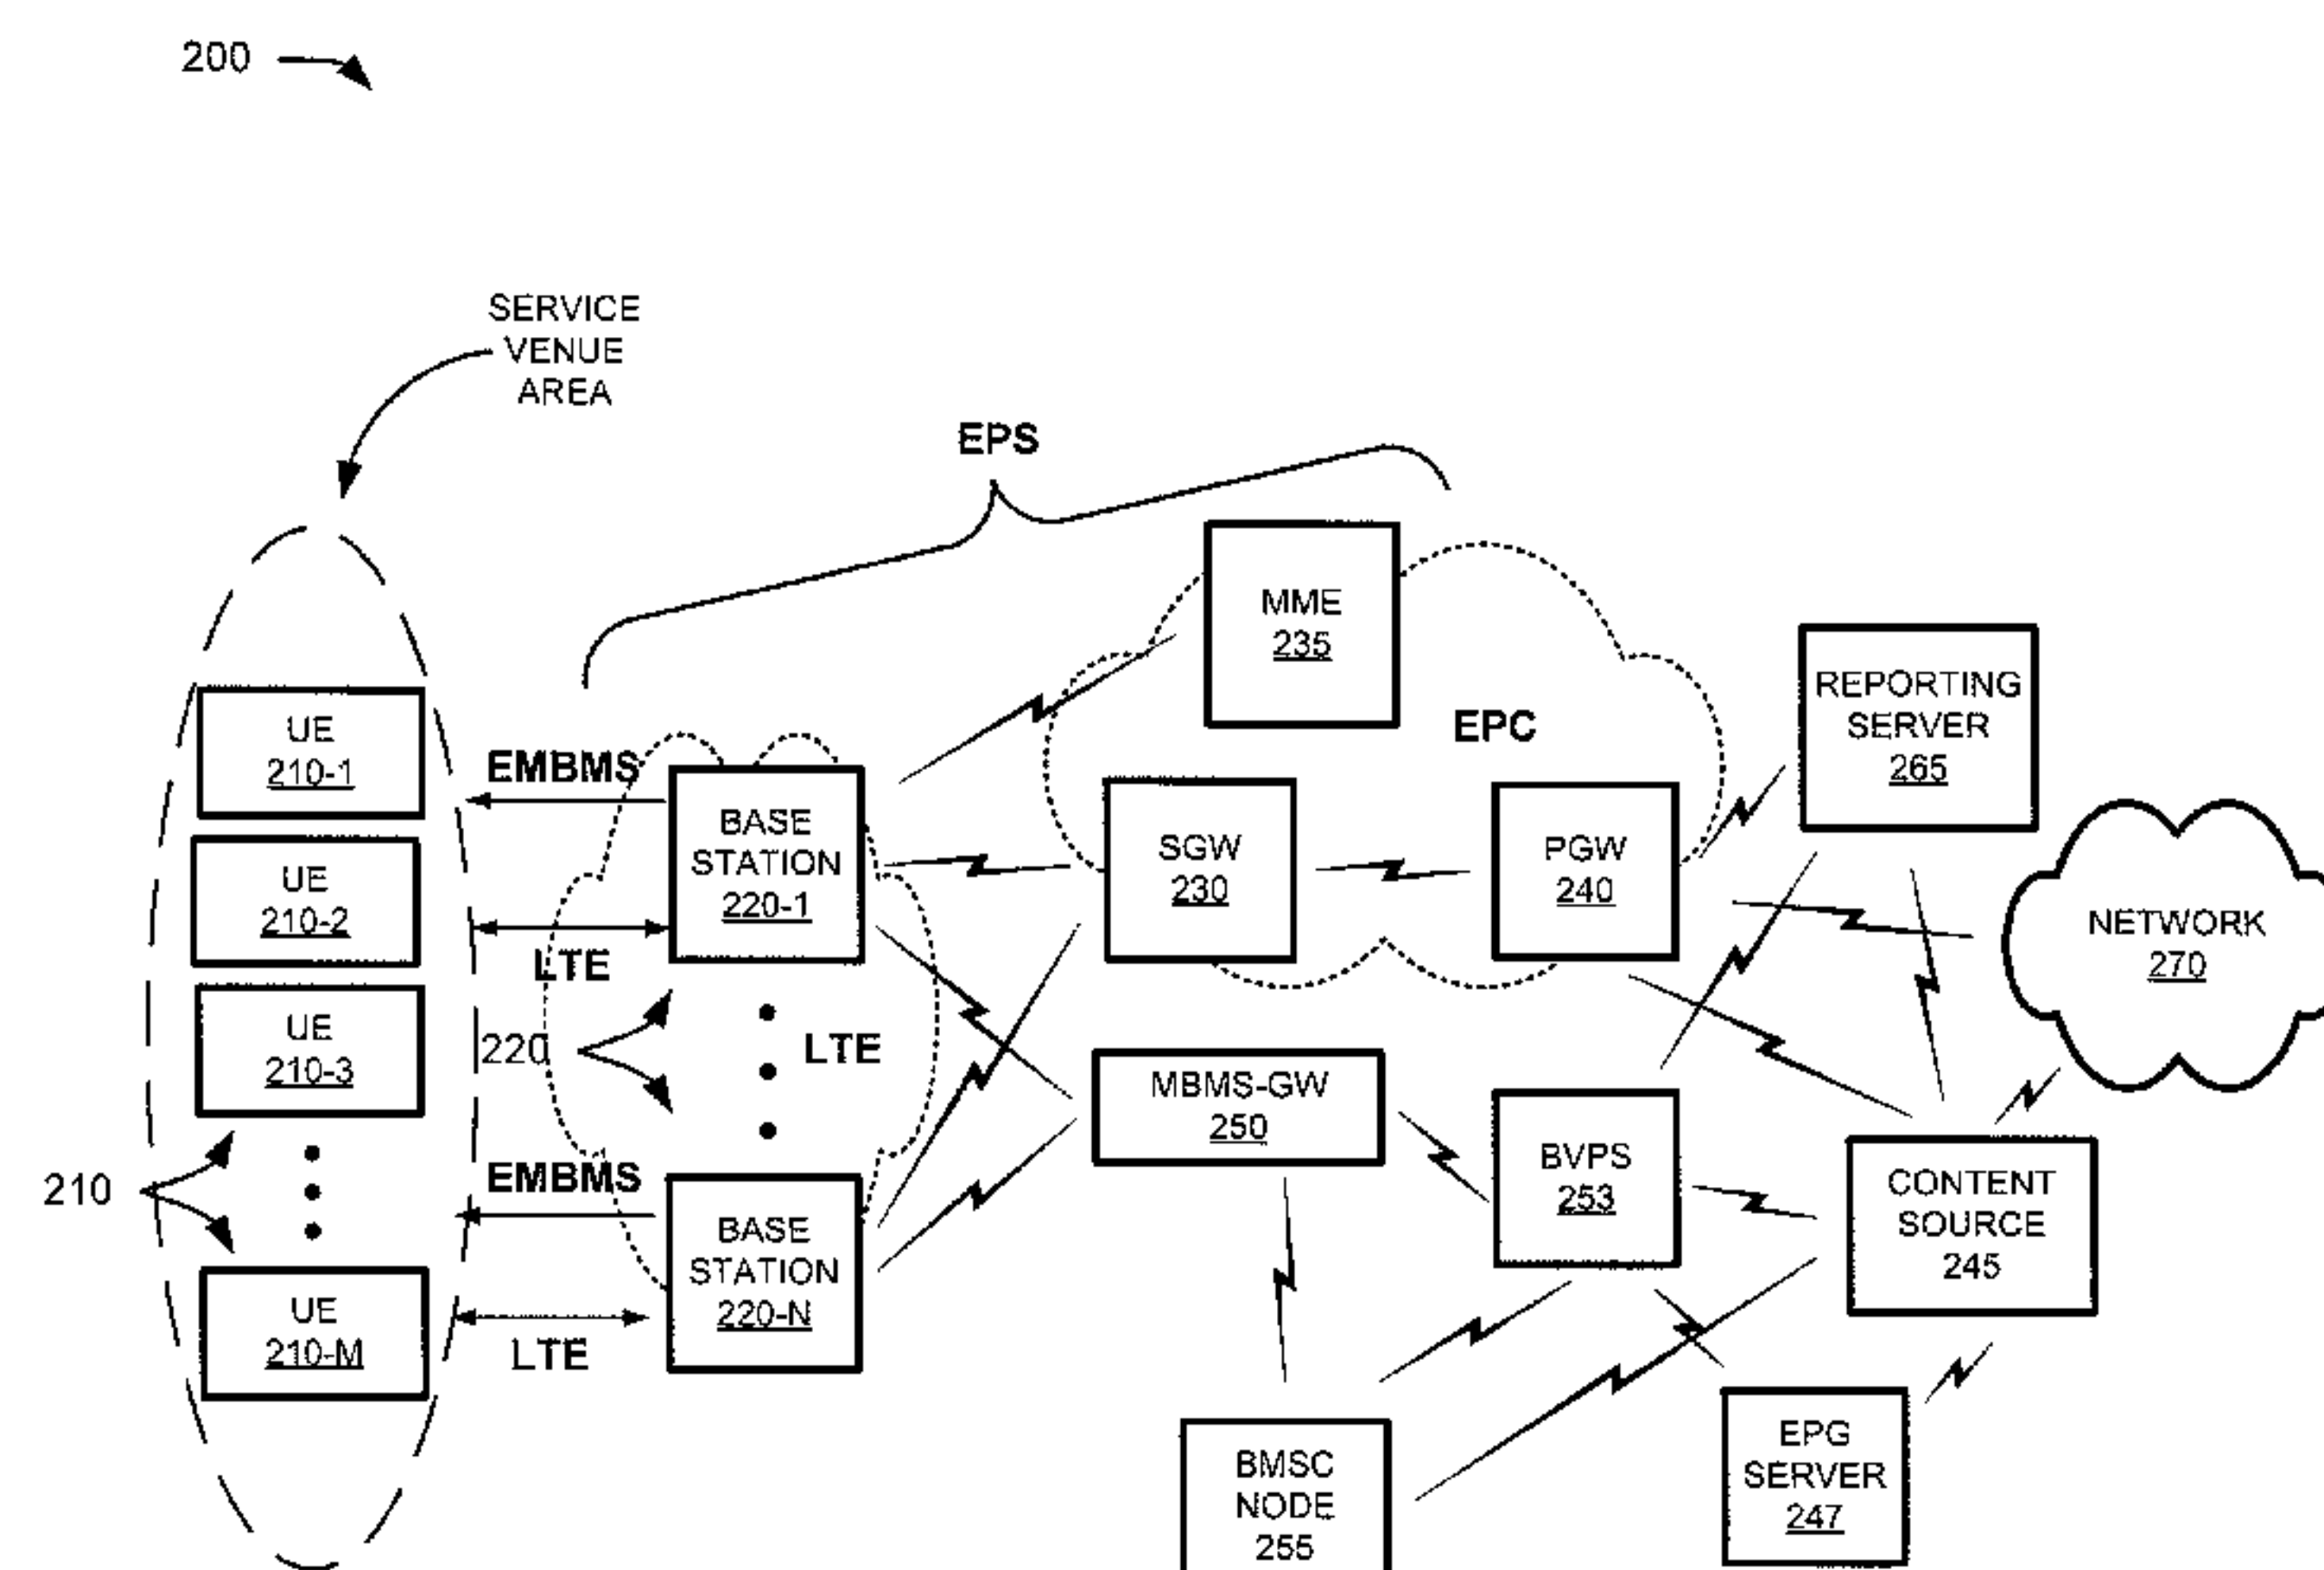 200
SERVICE
VENUE
AREA
EPS
MME
235
EPC
REPORTING
SERVER
265
UE
210-1
EMBMS
BASE
STATION
220-1
SGW
230
PGW
240
NETWORK
270
UE
210-2
LTE
UE
210-3
220
LTE
MBMS-GW
250
BVPS
253
CONTENT
SOURCE
245
210
EMBMS
BASE
STATION
220-N
UE
210-M
LTE
BMSC
NODE
255
EPG
SERVER
247